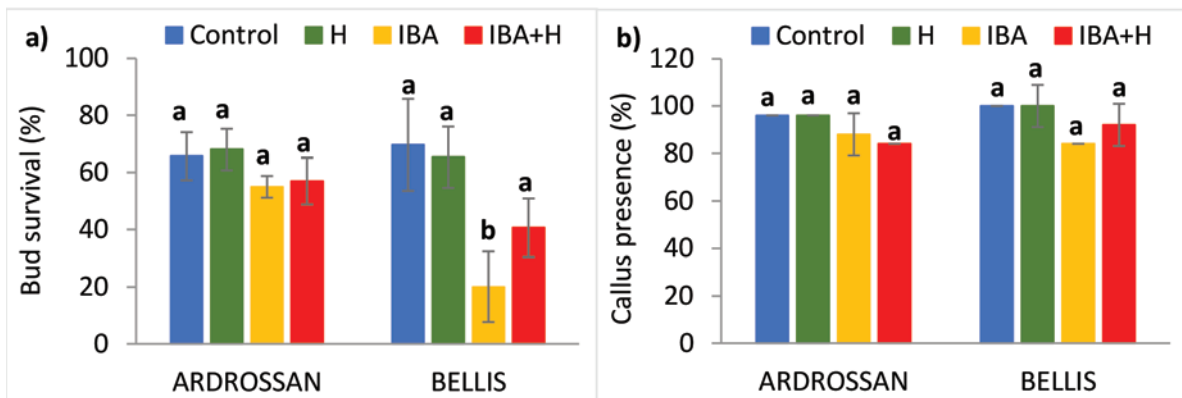 a) Control H IBA IBA+H
Bud survival (%)
100
80
60
40
20
0
a a a a a a b a
ARDROSSAN BELLIS
b) Control H IBA IBA+H
Callus presence (%)
120
100
80
60
40
20
0
a a a a a a a a
ARDROSSAN BELLIS